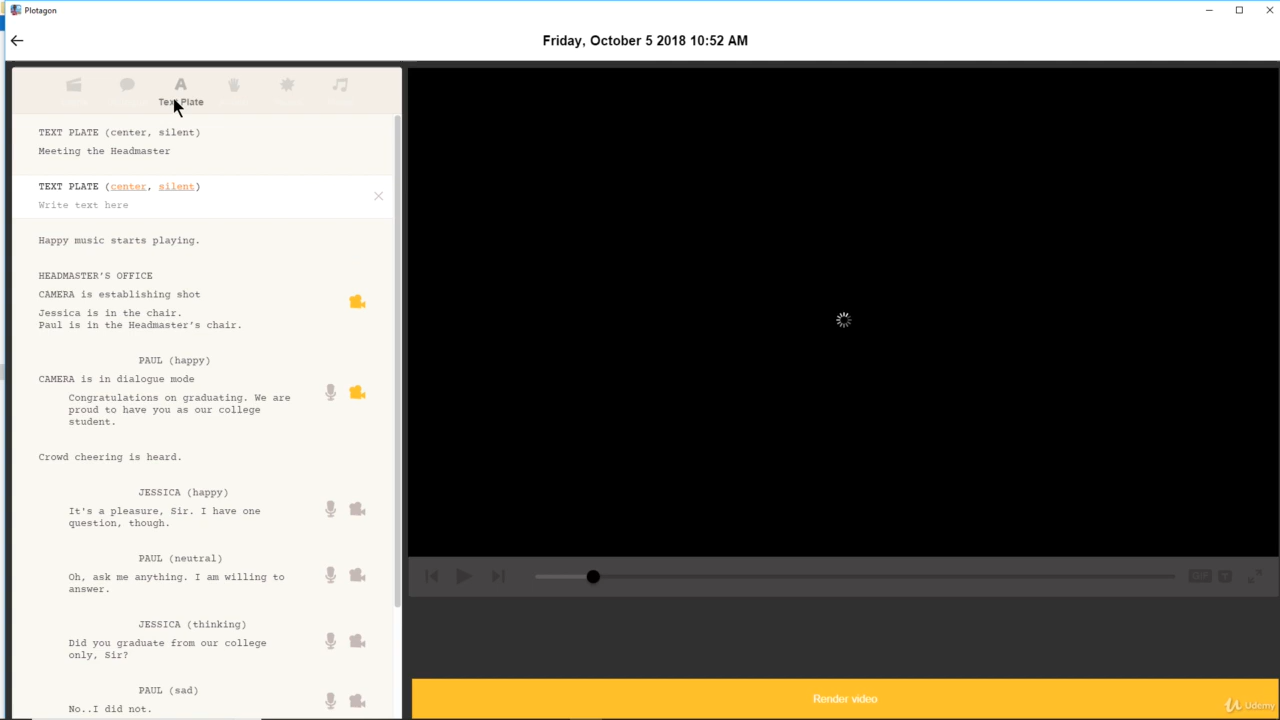 Plotagon
Friday, October 5 2018 10:52 AM
A
Text Plate
TEXT PLATE (center, silent)
Meeting the Headmaster
TEXT PLATE (center, silent)
Write text here
Happy music starts playing.
HEADMASTER'S OFFICE
CAMERA is establishing shot
Jessica is in the chair.
Paul is in the Headmaster's chair.
PAUL (happy)
CAMERA is in dialogue mode
Congratulations on graduating. We are
proud to have you as our college
student.
Crowd cheering is heard.
JESSICA (happy)
It's a pleasure, Sir. I have one
question, though.
PAUL (neutral)
Oh, ask me anything. I am willing to
answer.
JESSICA (thinking)
Did you graduate from our college
only, Sir?
PAUL (sad)
No..I did not.
T
Render video
Udemy